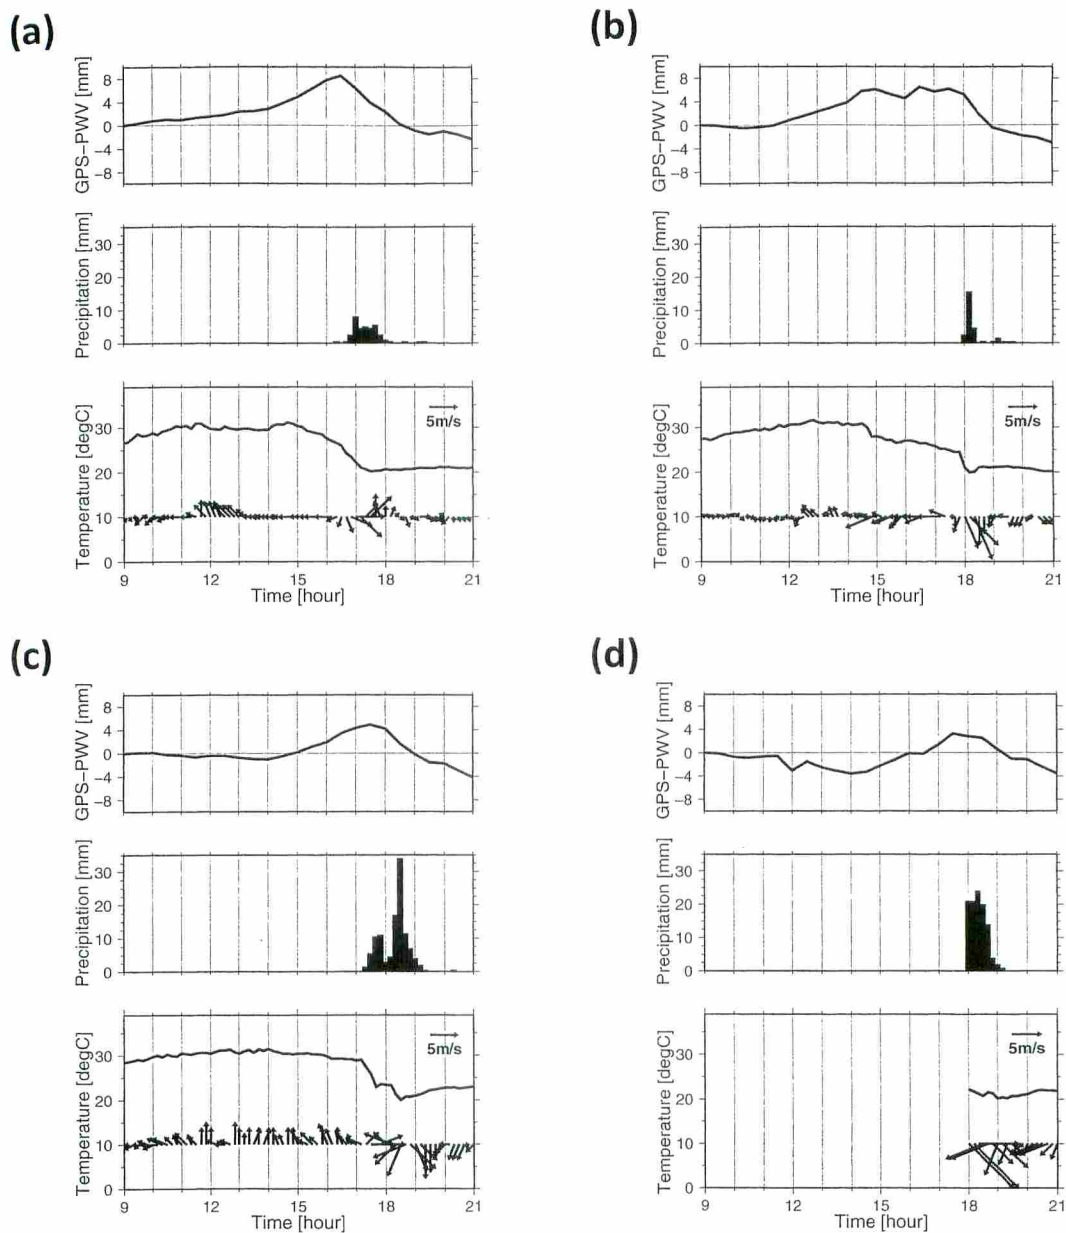 (a)
GPS-PWV [mm]
8
4
0
-4
-8
Precipitation [mm]
30
20
10
0
Temperature [degC]
30
20
10
0
5m/s
9 12 15 18 21
Time [hour]
(b)
GPS-PWV [mm]
8
4
0
-4
-8
Precipitation [mm]
30
20
10
0
Temperature [degC]
30
20
10
0
5m/s
9 12 15 18 21
Time [hour]
(c)
GPS-PWV [mm]
8
4
0
-4
-8
Precipitation [mm]
30
20
10
0
Temperature [degC]
30
20
10
0
5m/s
9 12 15 18 21
Time [hour]
(d)
GPS-PWV [mm]
8
4
0
-4
-8
Precipitation [mm]
30
20
10
0
Temperature [degC]
30
20
10
0
5m/s
9 12 15 18 21
Time [hour]